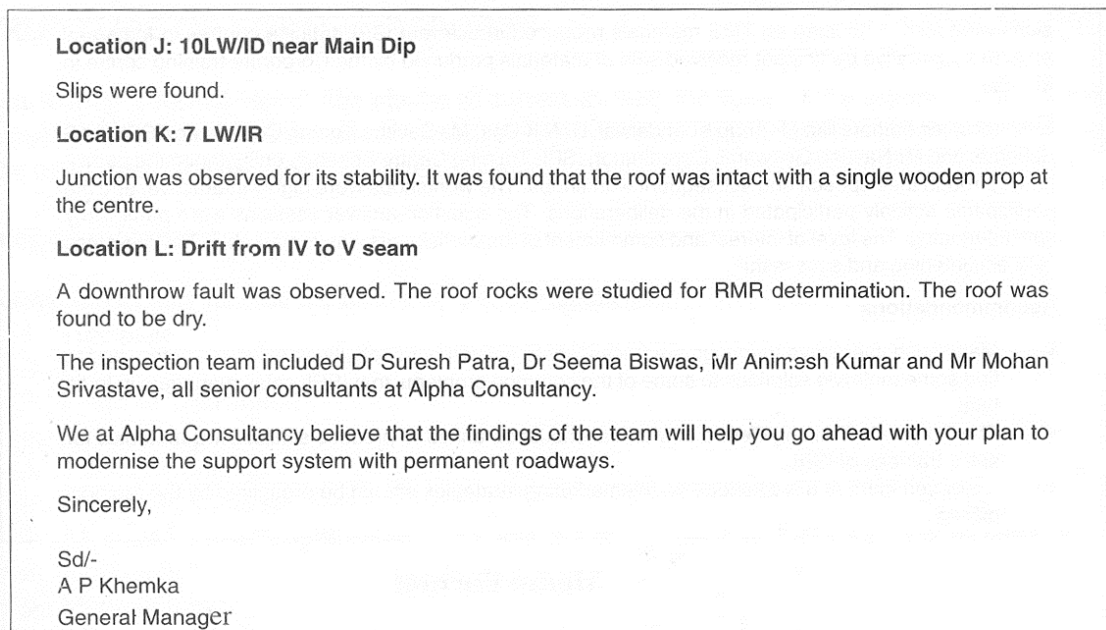 Location J: 10LW/ID near Main Dip
Slips were found.
Location K: 7 LW/IR
Junction was observed for its stability. It was found that the roof was intact with a single wooden prop at
the centre.
Location L: Drift from IV to V seam
A downthrow fault was observed. The roof rocks were studied for RMR determination. The roof was
found to be dry.
The inspection team included Dr Suresh Patra, Dr Seema Biswas, Mr Animesh Kumar and Mr Mohan
Srivastave, all senior consultants at Alpha Consultancy.
We at Alpha Consultancy believe that the findings of the team will help you go ahead with your plan to
modernise the support system with permanent roadways.
Sincerely,
Sd/-
A P Khemka
General Manager